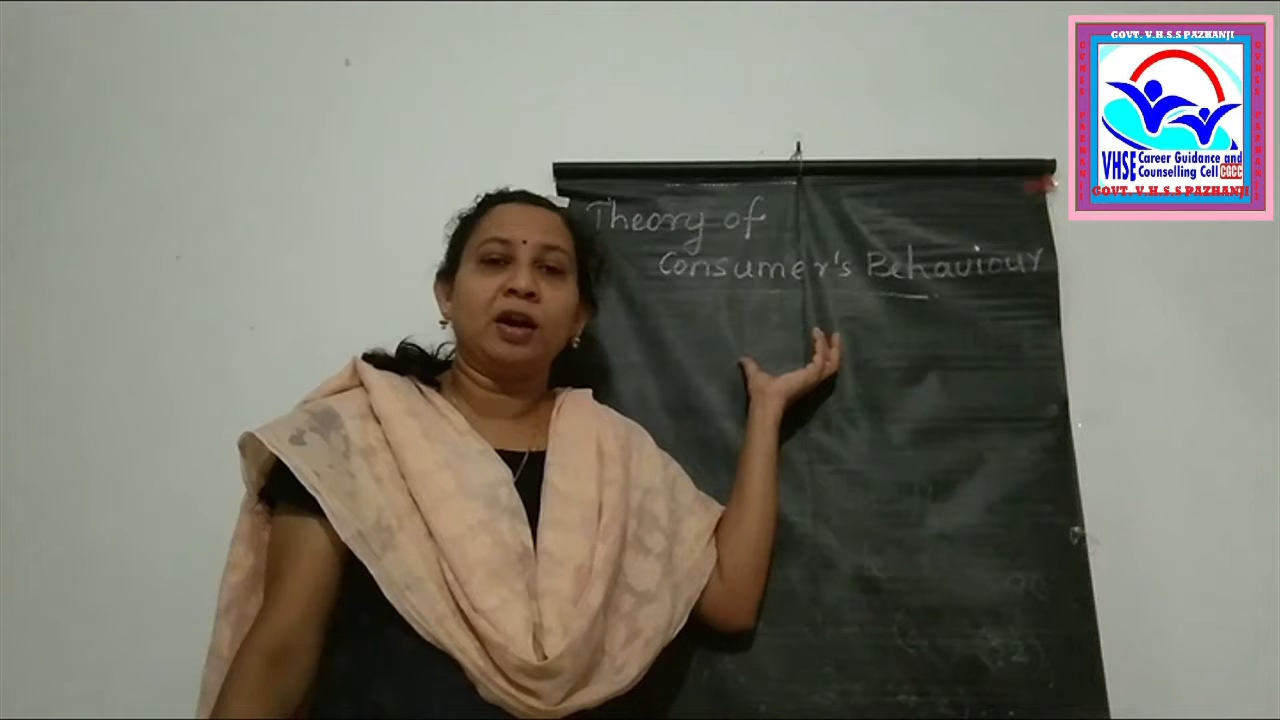 Theory of
Consumer's Behaviour
GOVT. V.H.S.S PAZHANJI
VHSE Career Guidance and
Counselling Cell CGCC
GOVT. V.H.S.S PAZHANJI